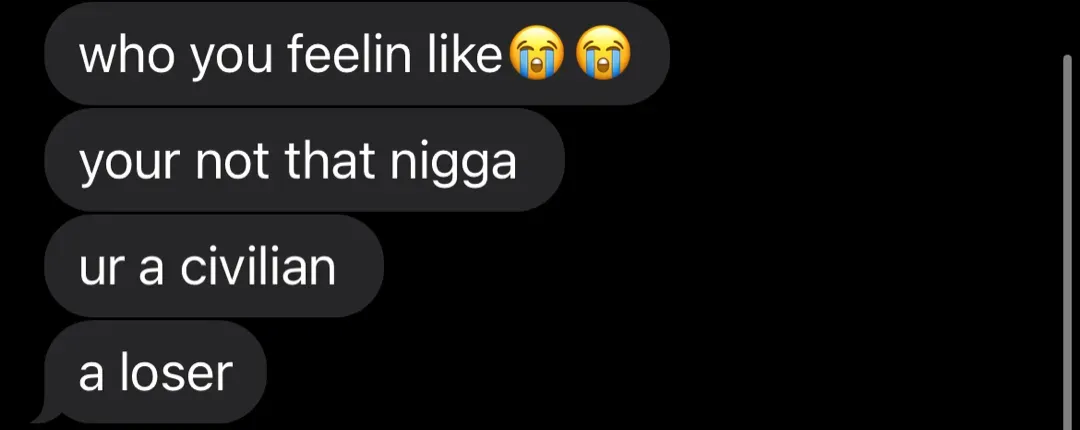 who you feelin like😭😭
your not that nigga
ur a civilian
a loser